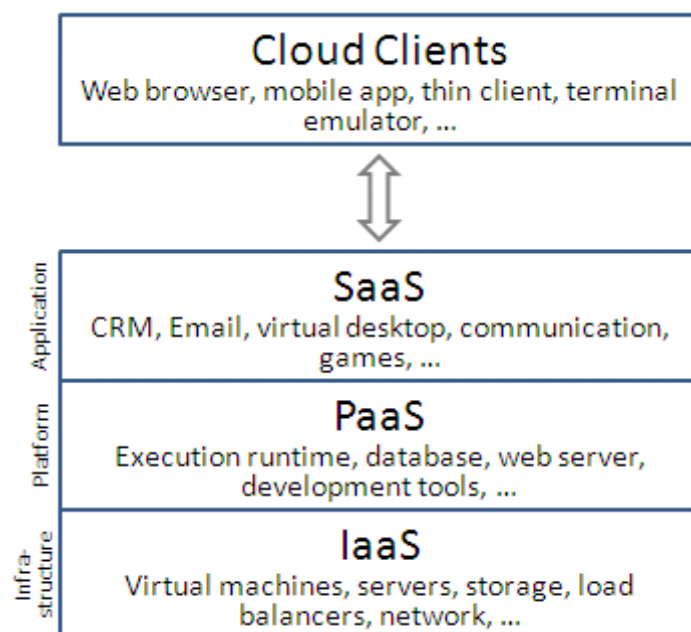 Cloud Clients
Web browser, mobile app, thin client, terminal
emulator, ...
Application
SaaS
CRM, Email, virtual desktop, communication,
games, ...
Platform
PaaS
Execution runtime, database, web server,
development tools, ...
Infra-
structure
IaaS
Virtual machines, servers, storage, load
balancers, network, ...